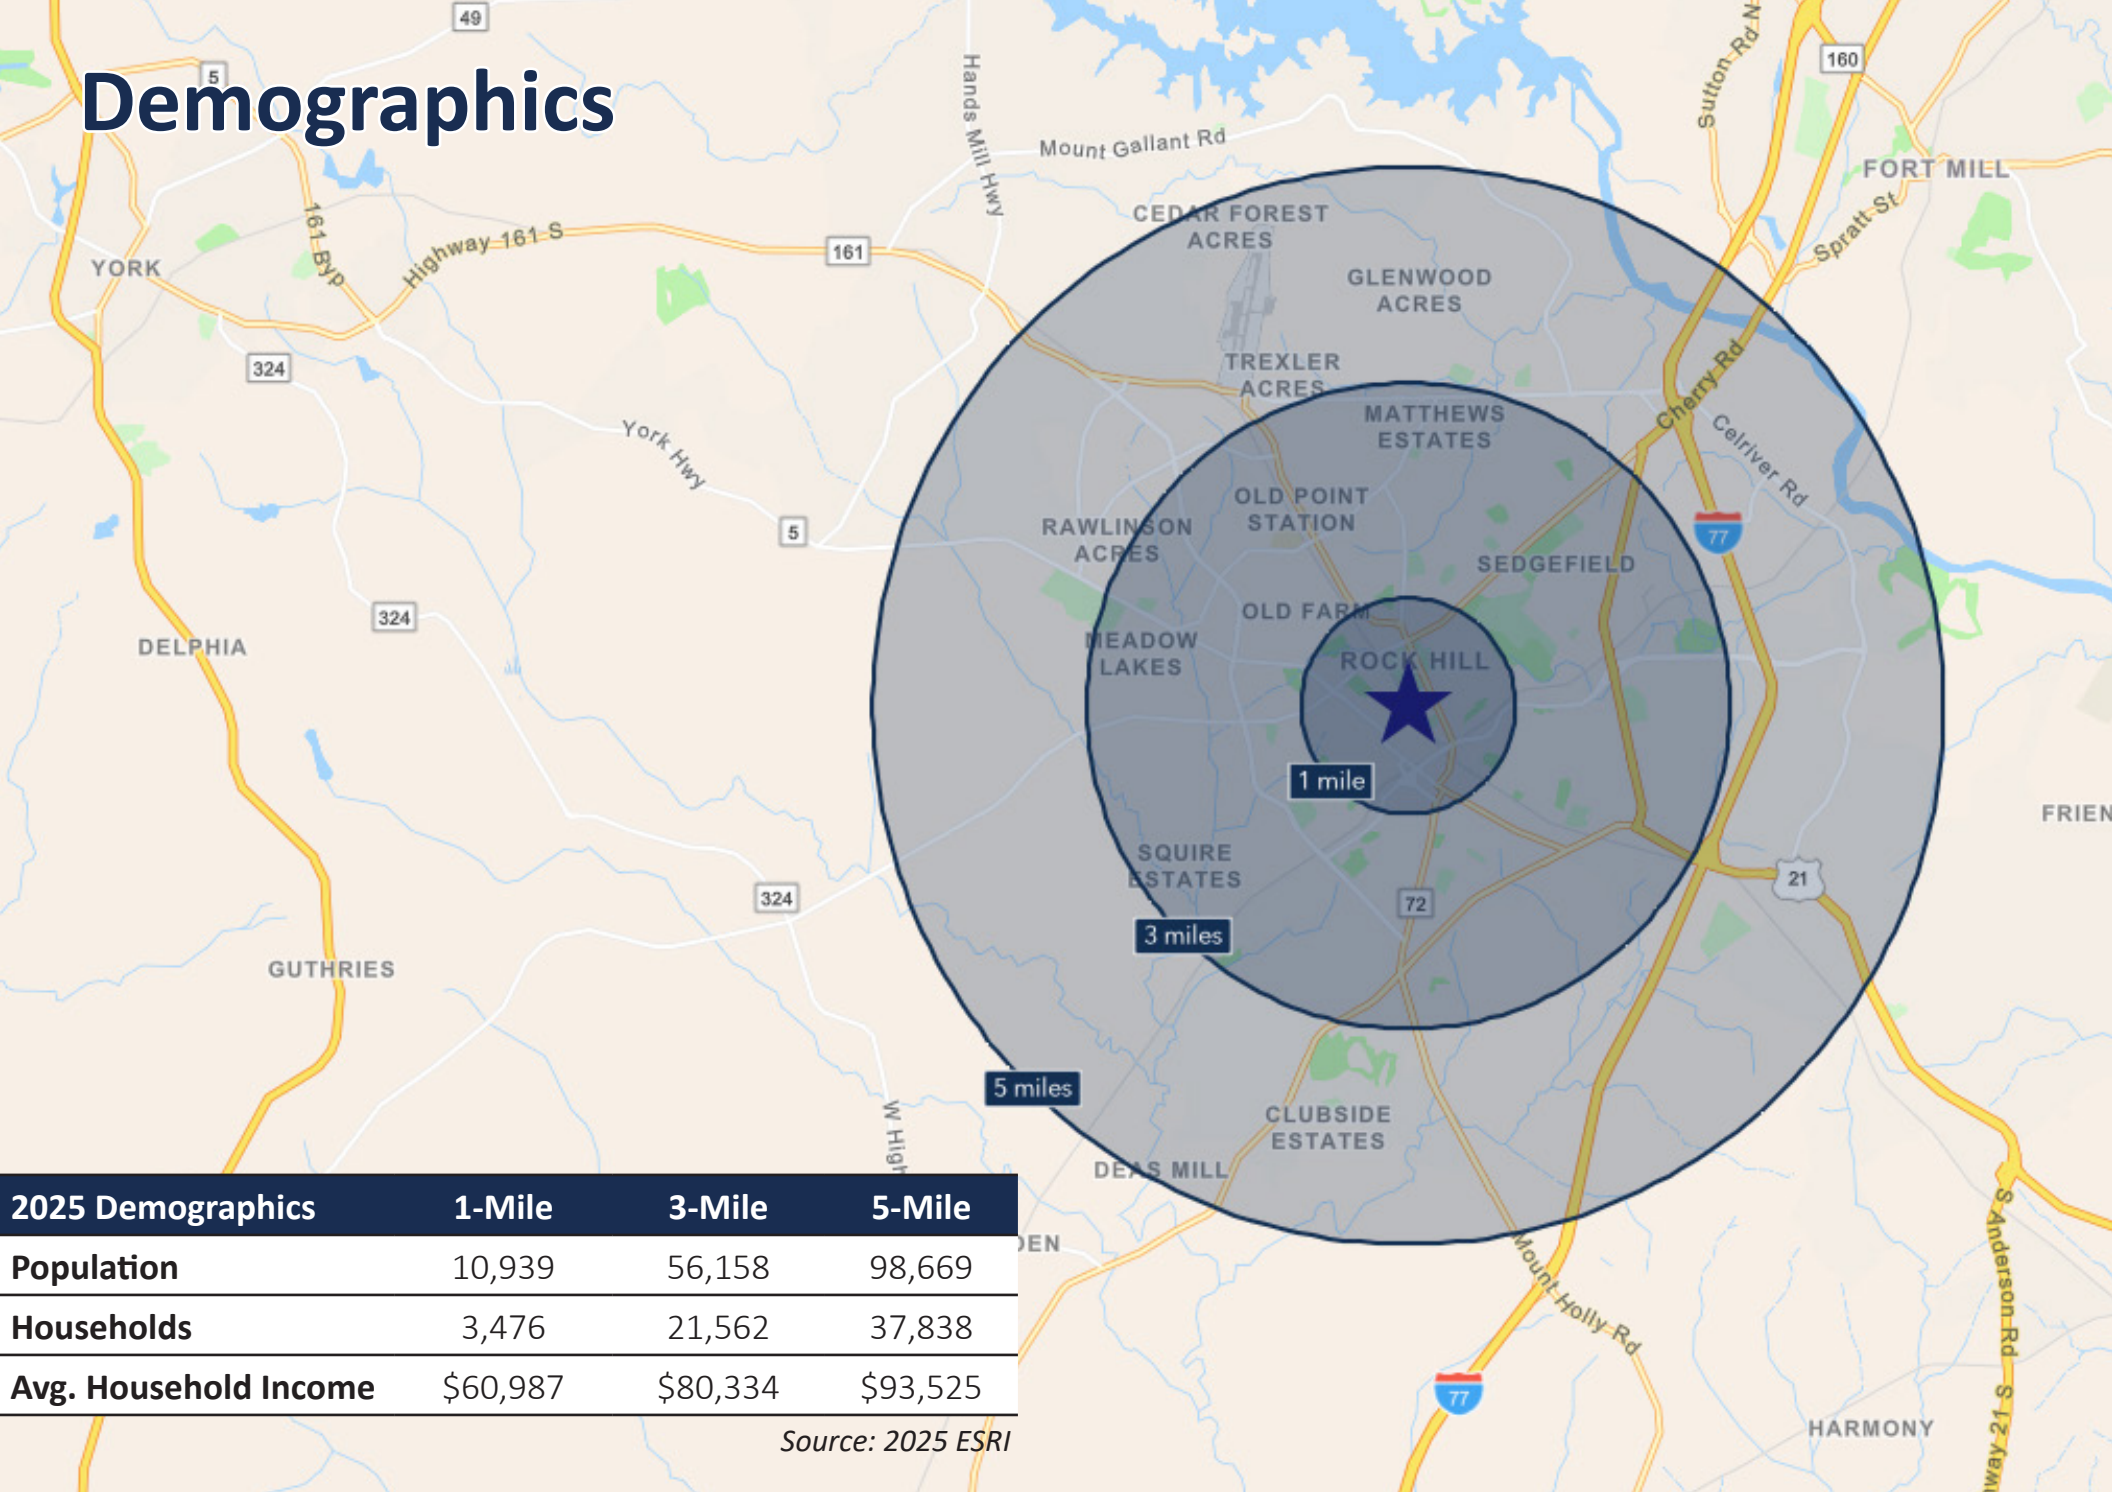 49
5
160
Demographics
Hands Mill Hwy
Sutton Rd N
Mount Gallant Rd
FORT MILL
161 Byp
Highway 161 S
161
Spratt St
YORK
CEDAR FOREST
ACRES
GLENWOOD
ACRES
324
TREXLER
ACRES
Cherry Rd
MATTHEWS
ESTATES
York Hwy
Celriver Rd
5
OLD POINT
STATION
RAWLINSON
ACRES
77
SEDGEFIELD
324
OLD FARM
DELPHIA
MEADOW
LAKES
ROCK HILL
1 mile
FRIEN
SQUIRE
ESTATES
21
324
72
3 miles
GUTHRIES
5 miles
W High
CLUBSIDE
ESTATES
DEAS MILL
DEN
Mount Holly Rd
S Anderson Rd
77
HARMONY
way 21 S
2025 Demographics 1-Mile 3-Mile 5-Mile
Population 10,939 56,158 98,669
Households 3,476 21,562 37,838
Avg. Household Income $60,987 $80,334 $93,525
Source: 2025 ESRI